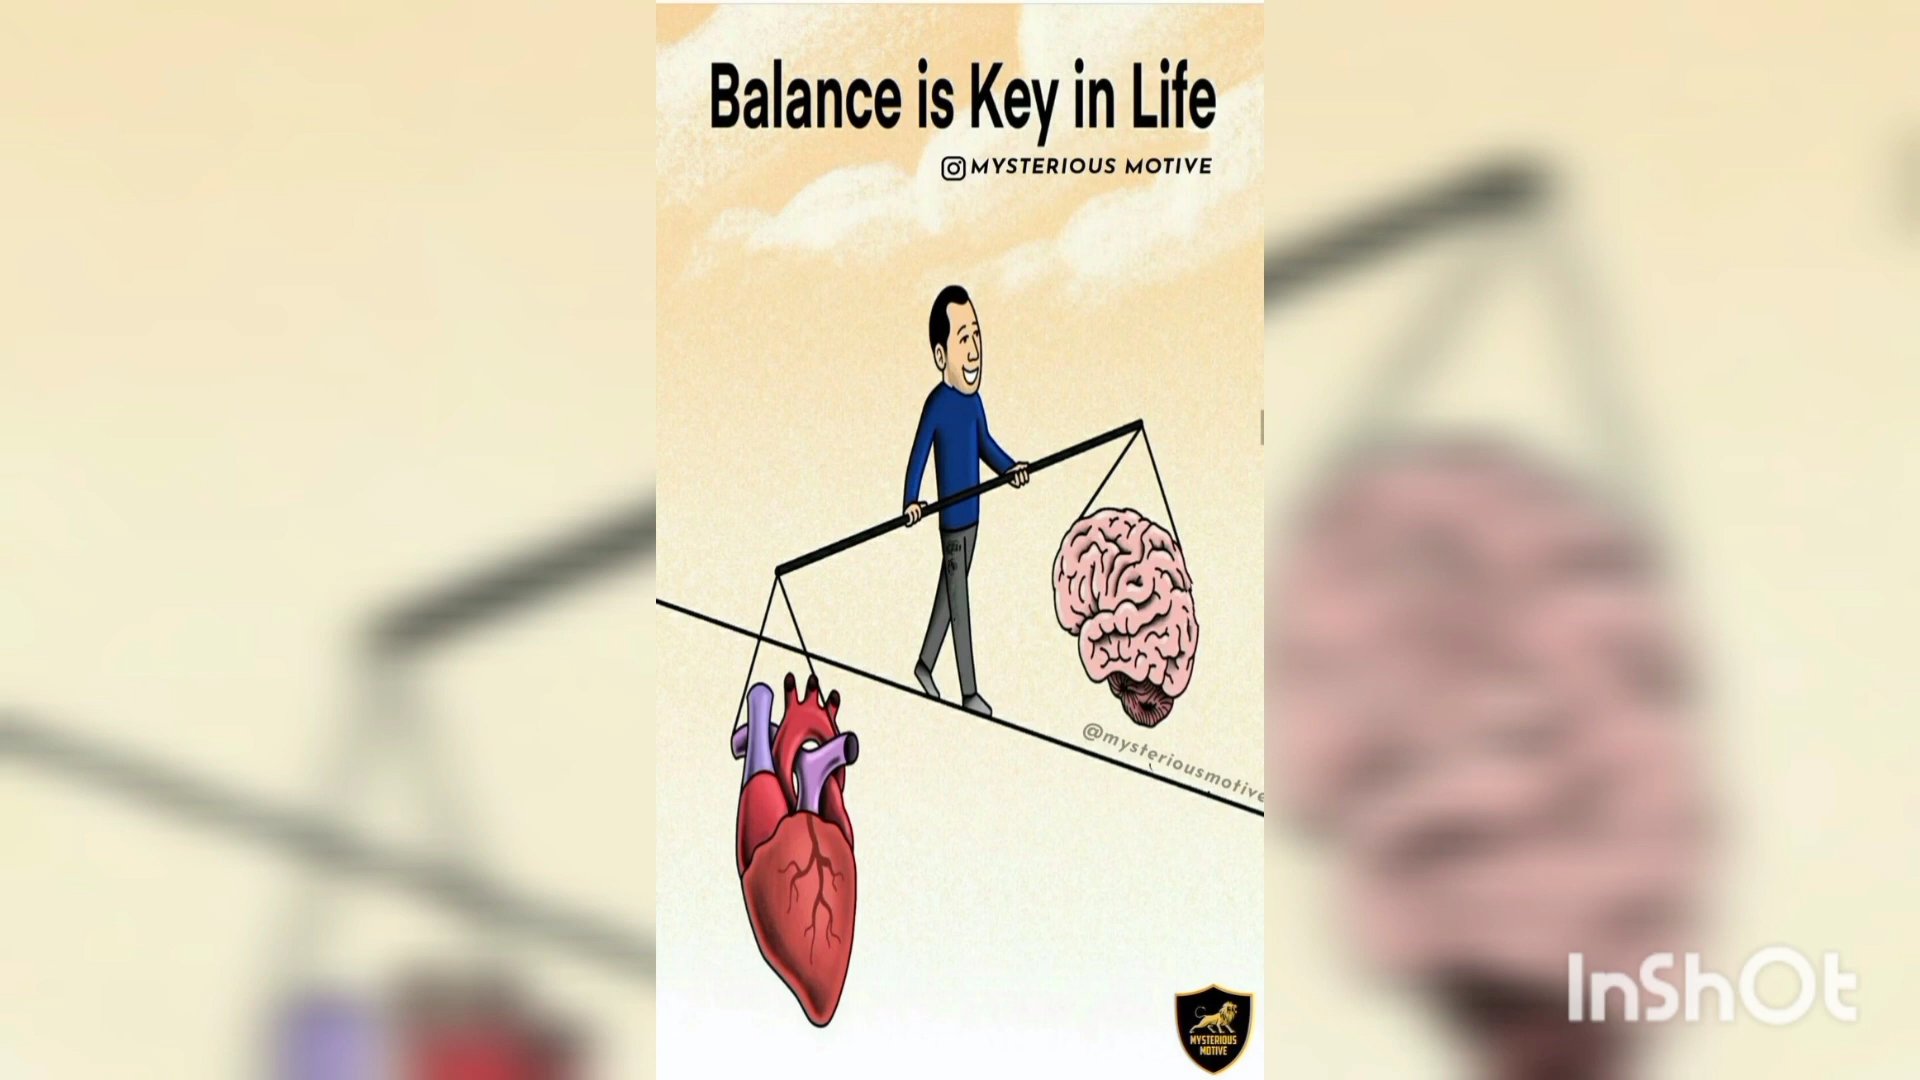 Balance is Key in Life
MYSTERIOUS MOTIVE
@mysteriousmotive
MYSTERIOUS
MOTIVE
InShOt